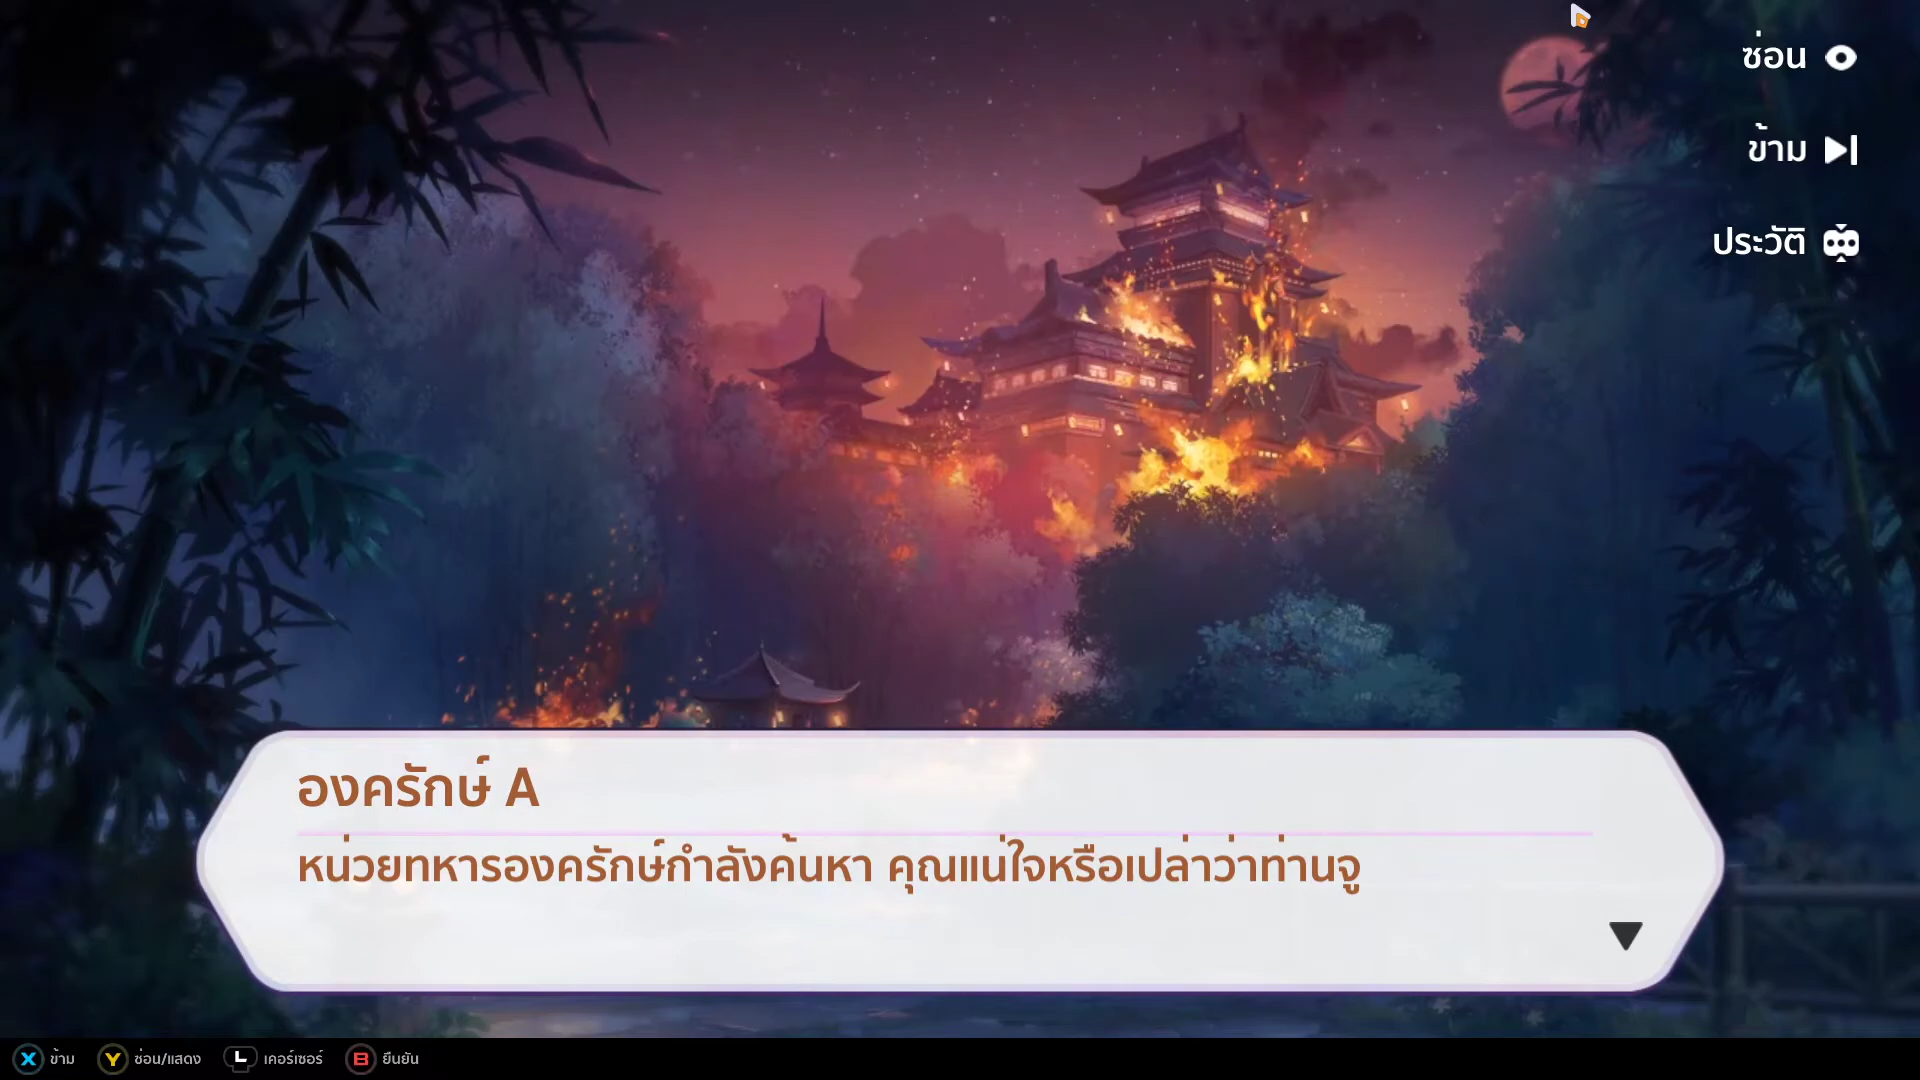 ซ่อน
ข้าม
ประวัติ
องครักษ์ A
หน่วยทหารองครักษ์กำลังค้นหา คุณแน่ใจหรือเปล่าว่าท่านจู
X ข้าม Y ซ่อน/แสดง L เคอร์เซอร์ B ยืนยัน